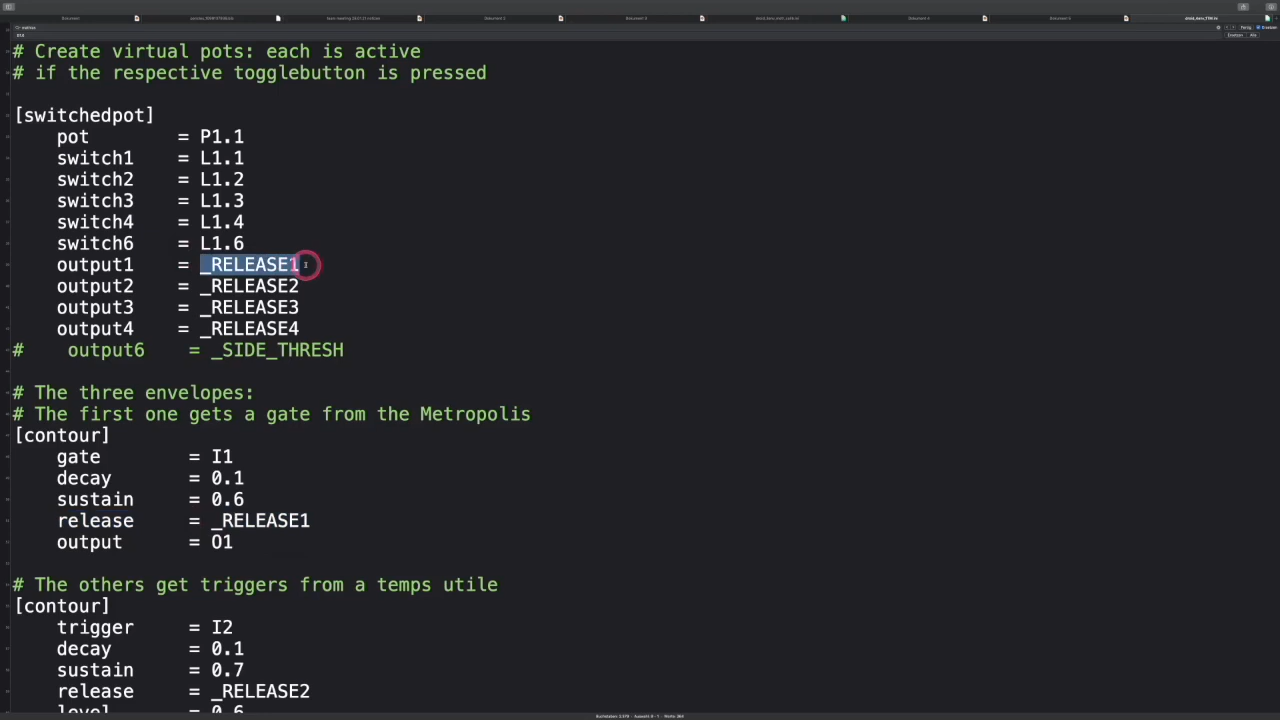 # Create virtual pots: each is active
# if the respective togglebutton is pressed
[switchedpot]
pot = P1.1
switch1 = L1.1
switch2 = L1.2
switch3 = L1.3
switch4 = L1.4
switch6 = L1.6
output1 = _RELEASE1
output2 = _RELEASE2
output3 = _RELEASE3
output4 = _RELEASE4
# output6 = _SIDE_THRESH
# The three envelopes:
# The first one gets a gate from the Metropolis
[contour]
gate = I1
decay = 0.1
sustain = 0.6
release = _RELEASE1
output = O1
# The others get triggers from a temps utile
[contour]
trigger = I2
decay = 0.1
sustain = 0.7
release = _RELEASE2
level = 0.6